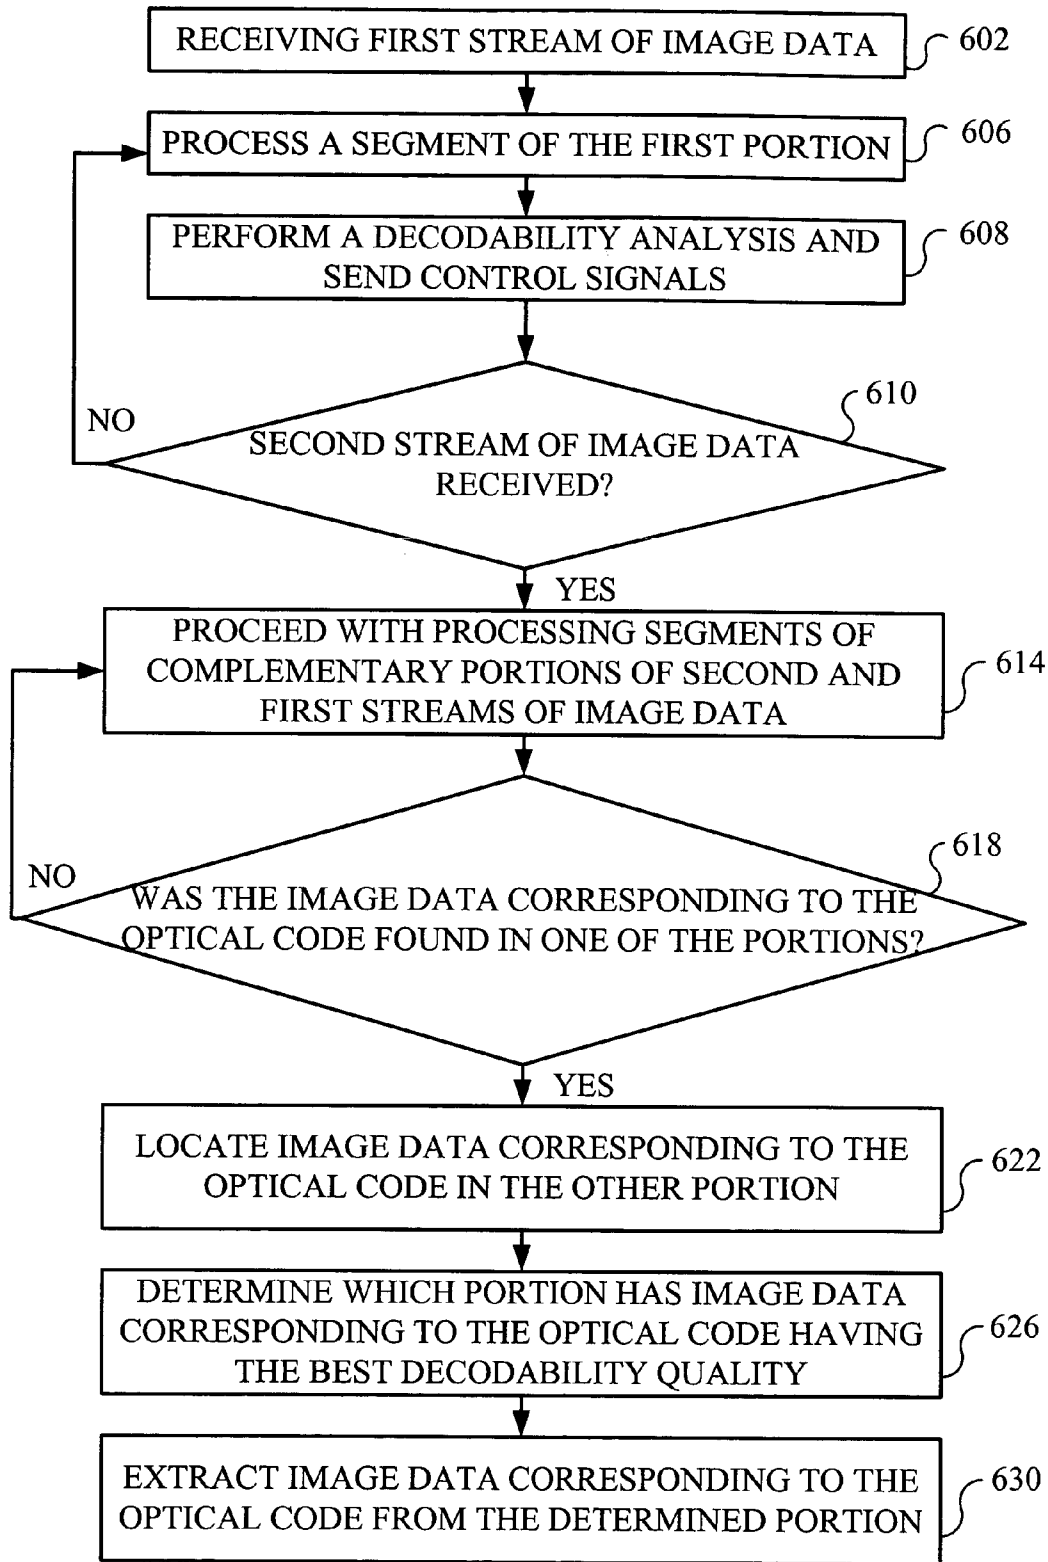 RECEIVING FIRST STREAM OF IMAGE DATA
602
PROCESS A SEGMENT OF THE FIRST PORTION
606
PERFORM A DECODABILITY ANALYSIS AND
SEND CONTROL SIGNALS
608
610
NO
SECOND STREAM OF IMAGE DATA
RECEIVED?
YES
PROCEED WITH PROCESSING SEGMENTS OF
COMPLEMENTARY PORTIONS OF SECOND AND
FIRST STREAMS OF IMAGE DATA
614
618
NO
WAS THE IMAGE DATA CORRESPONDING TO THE
OPTICAL CODE FOUND IN ONE OF THE PORTIONS?
YES
LOCATE IMAGE DATA CORRESPONDING TO THE
OPTICAL CODE IN THE OTHER PORTION
622
DETERMINE WHICH PORTION HAS IMAGE DATA
CORRESPONDING TO THE OPTICAL CODE HAVING
THE BEST DECODABILITY QUALITY
626
EXTRACT IMAGE DATA CORRESPONDING TO THE
OPTICAL CODE FROM THE DETERMINED PORTION
630